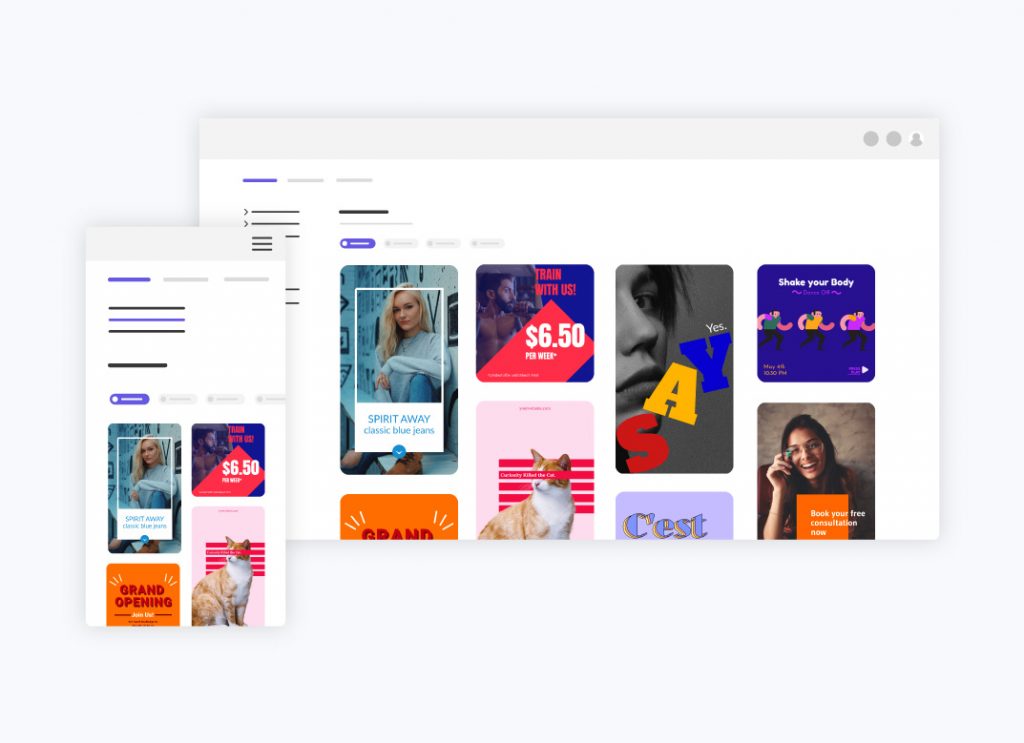 TRAIN
WITH US!
$6.50
PER WEEK*
SPIRIT AWAY
classic blue jeans
Yes.
SAY
Shake your Body
Dance Off
May 4th
10:30 PM
Curiosity Killed the Cat.
GRAND
C'est
Book your free
consultation
now
TRAIN
WITH US!
$6.50
PER WEEK*
SPIRIT AWAY
classic blue jeans
Curiosity Killed the Cat.
GRAND
OPENING
Join Us!